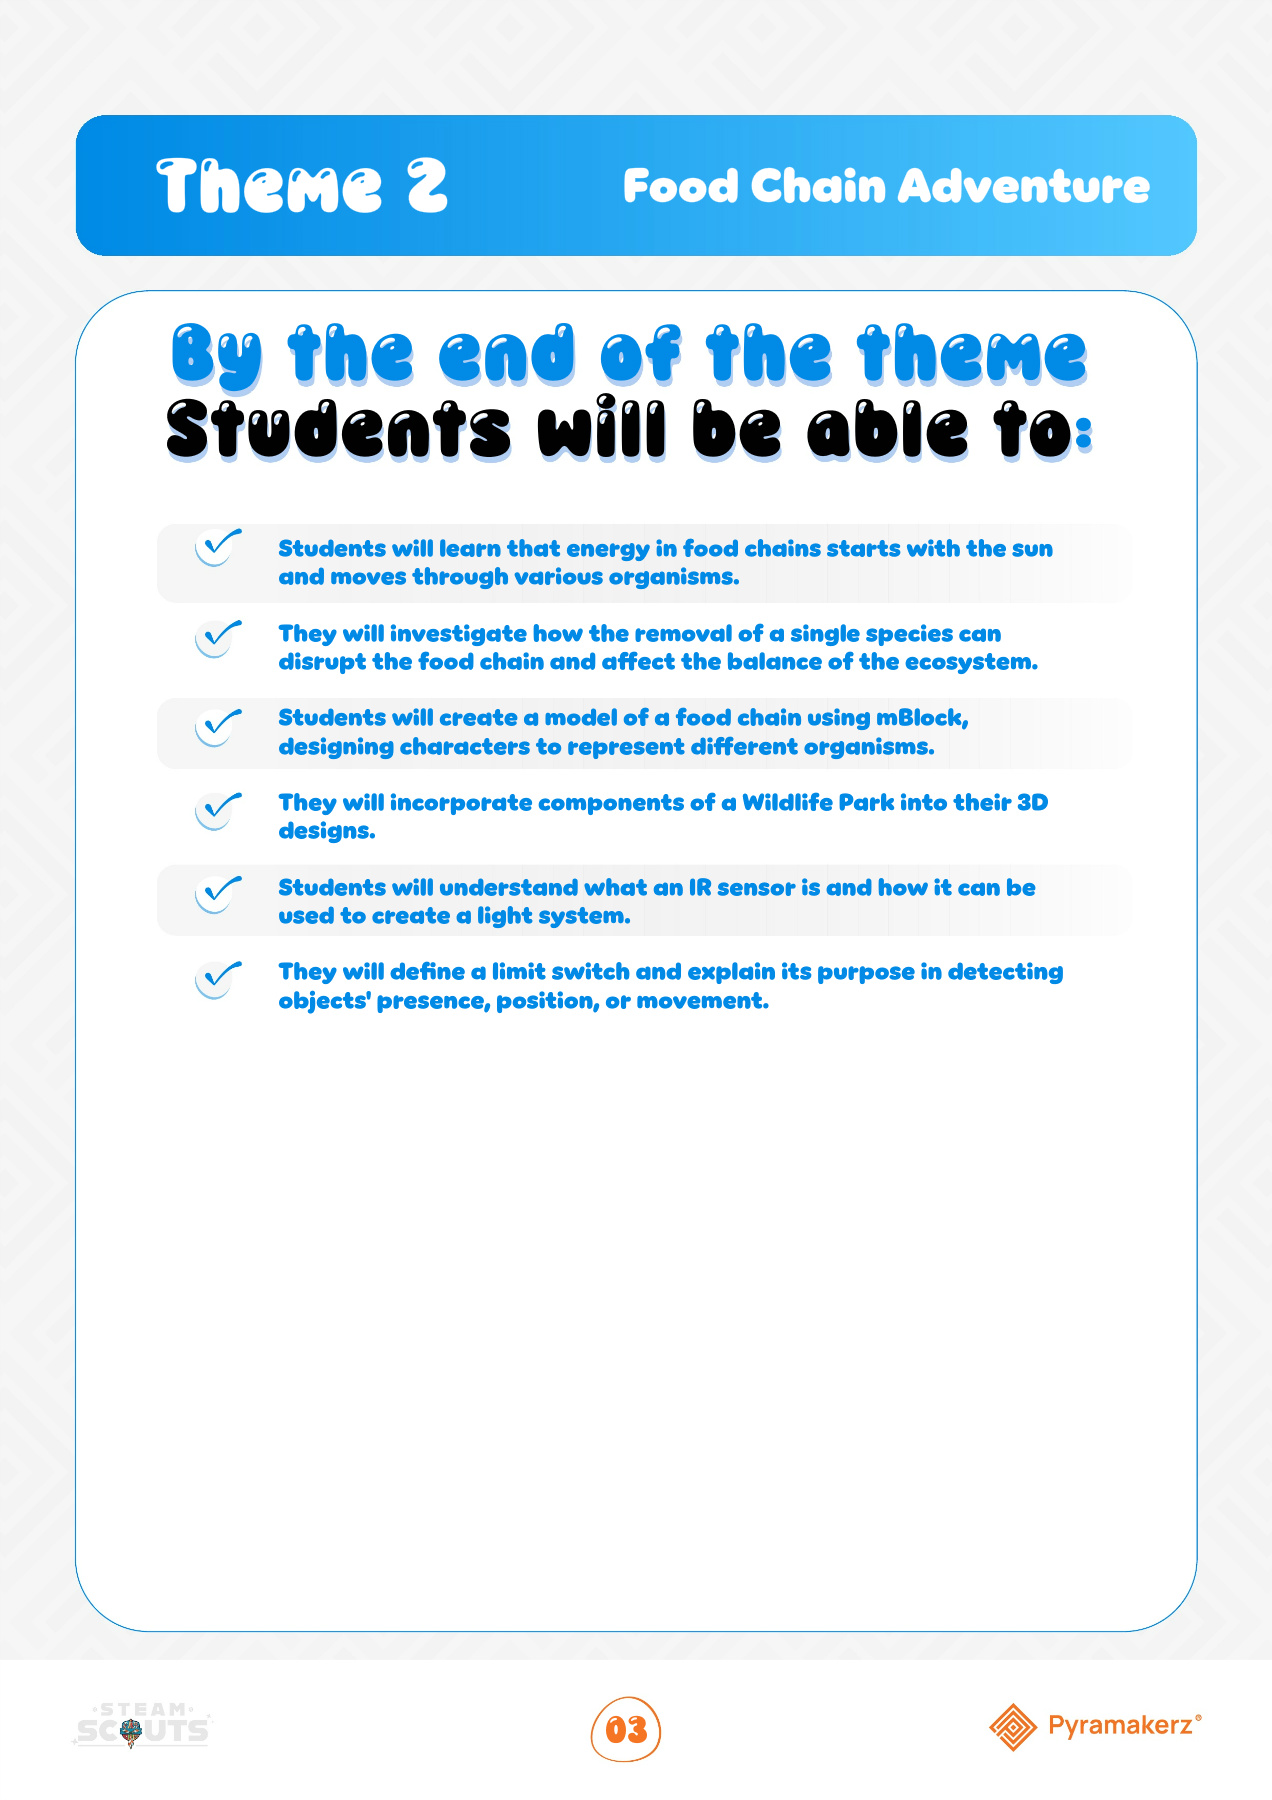 Theme 2
Food Chain Adventure
By the end of the theme
Students will be able to:
Students will learn that energy in food chains starts with the sun
and moves through various organisms.
They will investigate how the removal of a single species can
disrupt the food chain and affect the balance of the ecosystem.
Students will create a model of a food chain using mBlock,
designing characters to represent different organisms.
They will incorporate components of a Wildlife Park into their 3D
designs.
Students will understand what an IR sensor is and how it can be
used to create a light system.
They will define a limit switch and explain its purpose in detecting
objects' presence, position, or movement.
STEAM
SCOUTS
03
Pyramakerz®